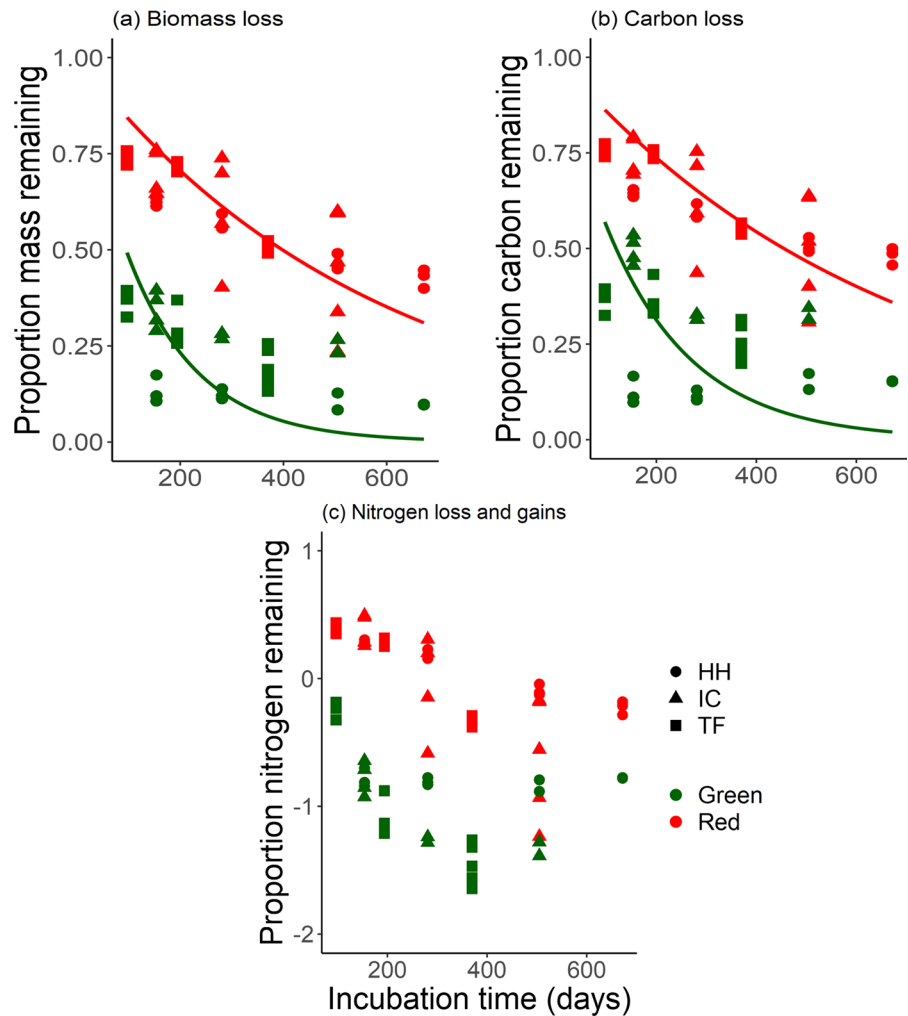 (a) Biomass loss
(b) Carbon loss
Proportion mass remaining
1.00
0.75
0.50
0.25
0.00
200 400 600
Proportion carbon remaining
1.00
0.75
0.50
0.25
0.00
200 400 600
(c) Nitrogen loss and gains
Proportion nitrogen remaining
1
0
-1
-2
200 400 600
Incubation time (days)
HH
IC
TF
Green
Red